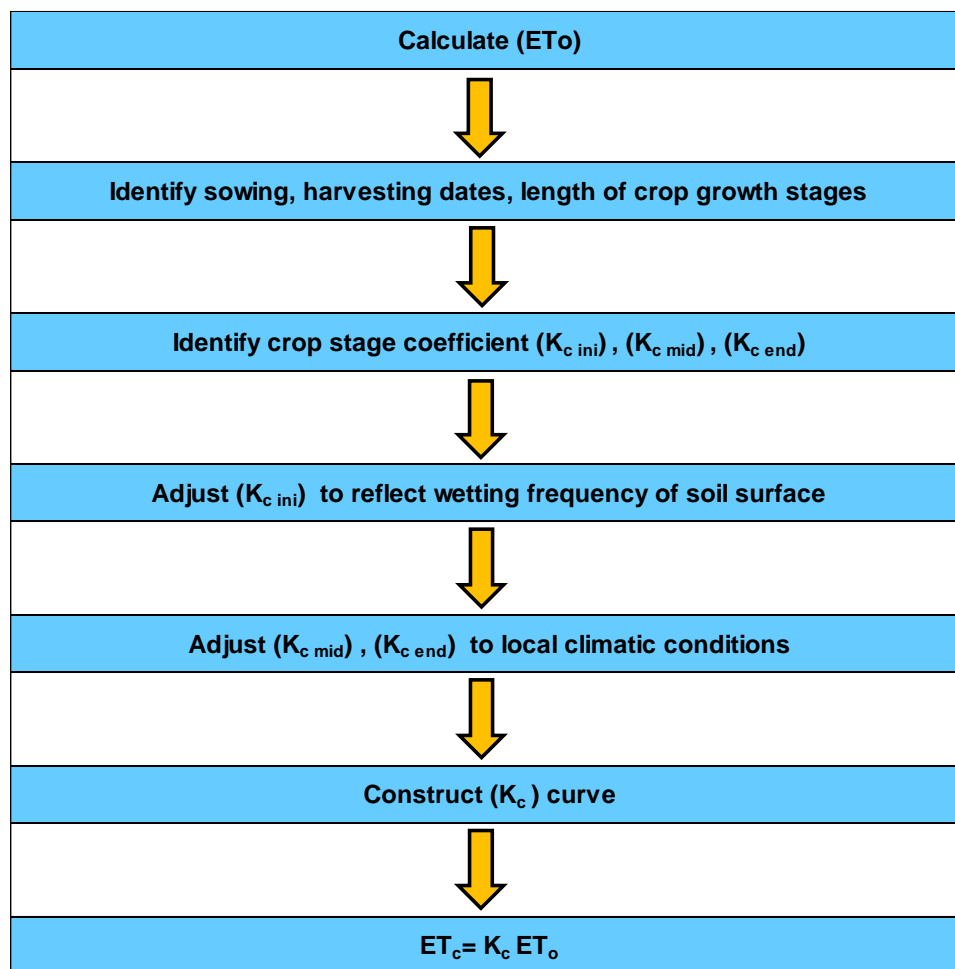 Calculate (ETo)
Identify sowing, harvesting dates, length of crop growth stages
Identify crop stage coefficient (Kc ini) , (Kc mid) , (Kc end)
Adjust (Kc ini) to reflect wetting frequency of soil surface
Adjust (Kc mid) , (Kc end) to local climatic conditions
Construct (Kc ) curve
ETc= Kc ETo